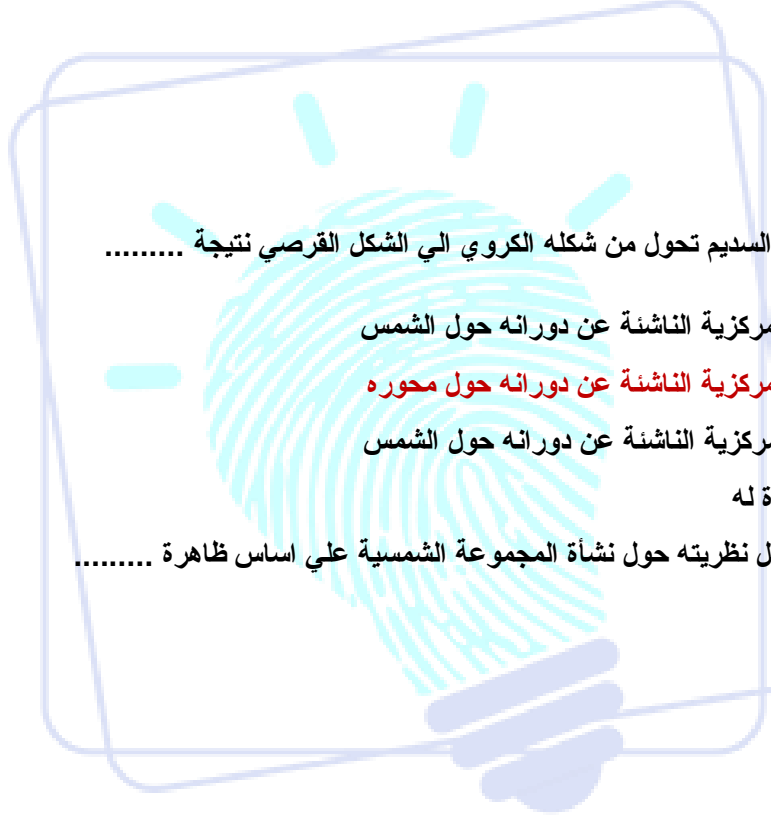 السديم تحول من شكله الكروي الي الشكل القرصي نتيجة .........
مركزية الناشئة عن دورانه حول الشمس
مركزية الناشئة عن دورانه حول محوره
مركزية الناشئة عن دورانه حول الشمس
ة له
ل نظريته حول نشأة المجموعة الشمسية علي اساس ظاهرة .........